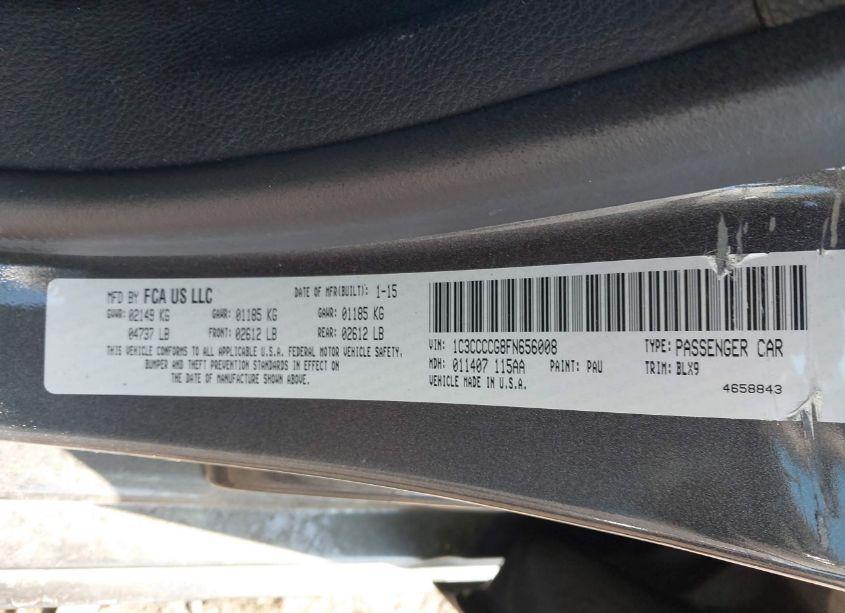 MFD BY FCA US LLC DATE OF MFR(BUILT): 1-15
GVWR: 02149 KG GAWR: 01185 KG GAWR: 01185 KG
04737 LB FRONT: 02612 LB REAR: 02612 LB
THIS VEHICLE CONFORMS TO ALL APPLICABLE U.S.A. FEDERAL MOTOR VEHICLE SAFETY,
BUMPER AND THEFT PREVENTION STANDARDS IN EFFECT ON
THE DATE OF MANUFACTURE SHOWN ABOVE.
VIN: 1C3CCCCG8FN656008 TYPE: PASSENGER CAR
MDH: 011407 115AA PAINT: PAU TRIM: BLX9
VEHICLE MADE IN U.S.A. 4658843